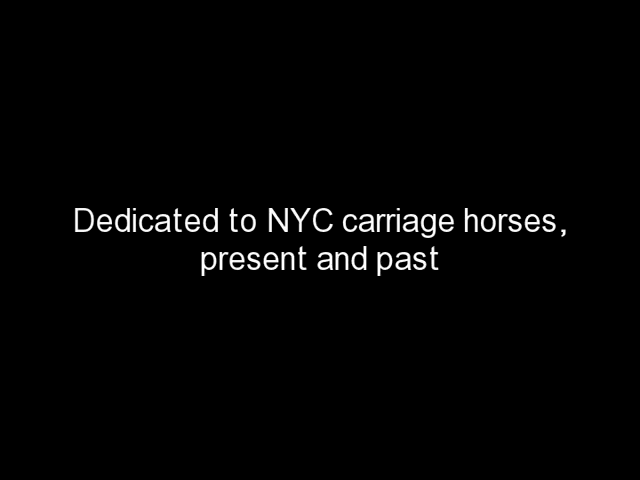 Dedicated to NYC carriage horses,
present and past